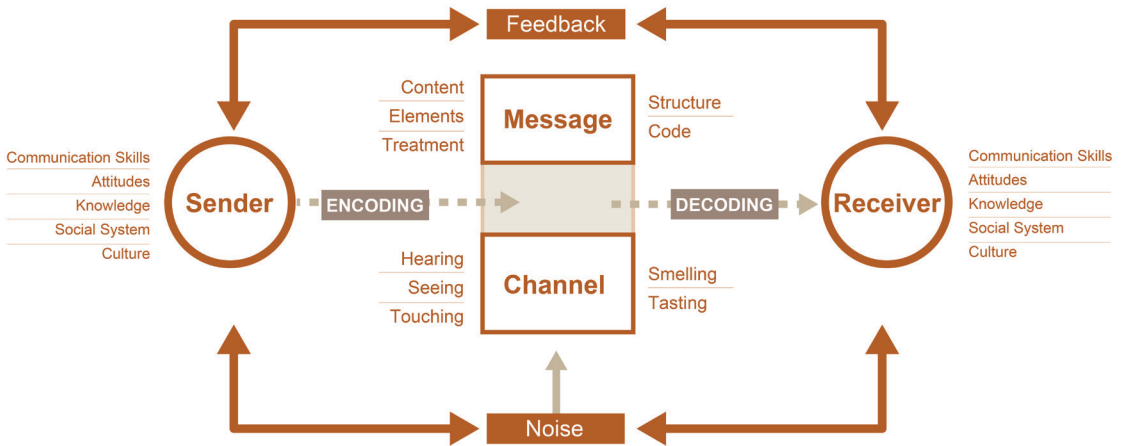 Feedback
Content
Elements
Treatment
Message
Structure
Code
Communication Skills
Attitudes
Knowledge
Social System
Culture
Sender
ENCODING
DECODING
Receiver
Communication Skills
Attitudes
Knowledge
Social System
Culture
Hearing
Seeing
Touching
Channel
Smelling
Tasting
Noise